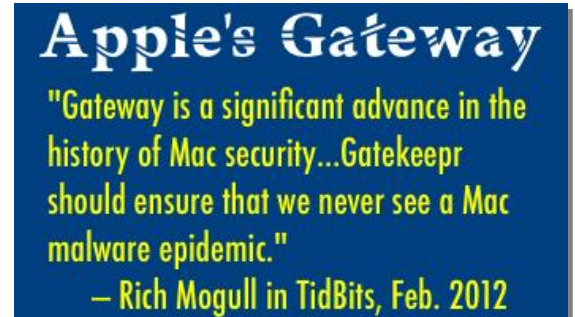 Apple's Gateway
"Gateway is a significant advance in the
history of Mac security...Gatekeepr
should ensure that we never see a Mac
malware epidemic."
– Rich Mogull in TidBits, Feb. 2012